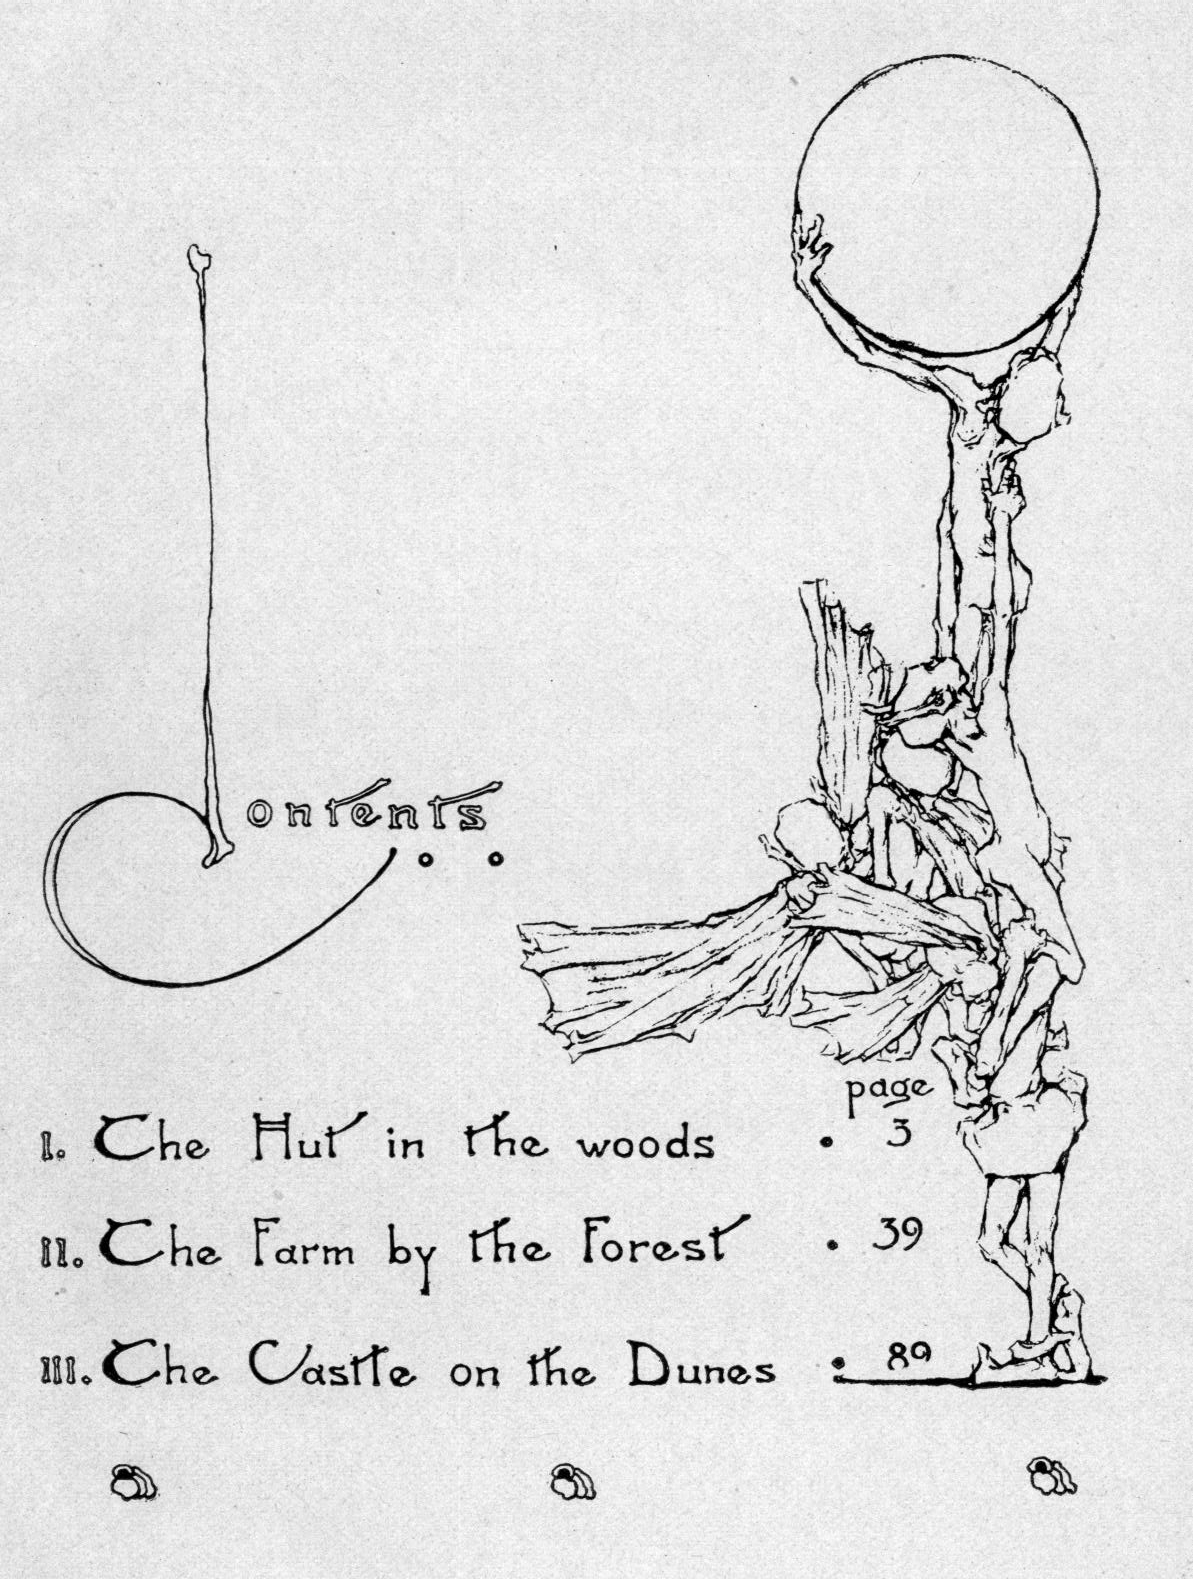 Contents
page
I. The Hut in the woods . 3
II. The Farm by the Forest . 39
III. The Castle on the Dunes . 89